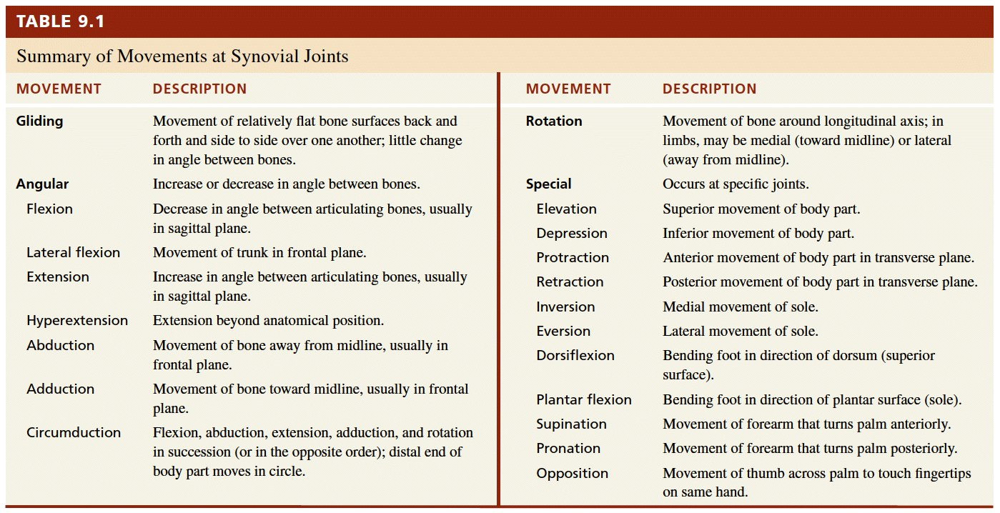 TABLE 9.1
Summary of Movements at Synovial Joints
MOVEMENT DESCRIPTION
Gliding Movement of relatively flat bone surfaces back and
forth and side to side over one another; little change
in angle between bones.
Angular Increase or decrease in angle between bones.
Flexion Decrease in angle between articulating bones, usually
in sagittal plane.
Lateral flexion Movement of trunk in frontal plane.
Extension Increase in angle between articulating bones, usually
in sagittal plane.
Hyperextension Extension beyond anatomical position.
Abduction Movement of bone away from midline, usually in
frontal plane.
Adduction Movement of bone toward midline, usually in frontal
plane.
Circumduction Flexion, abduction, extension, adduction, and rotation
in succession (or in the opposite order); distal end of
body part moves in circle.
MOVEMENT DESCRIPTION
Rotation Movement of bone around longitudinal axis; in
limbs, may be medial (toward midline) or lateral
(away from midline).
Special Occurs at specific joints.
Elevation Superior movement of body part.
Depression Inferior movement of body part.
Protraction Anterior movement of body part in transverse plane.
Retraction Posterior movement of body part in transverse plane.
Inversion Medial movement of sole.
Eversion Lateral movement of sole.
Dorsiflexion Bending foot in direction of dorsum (superior
surface).
Plantar flexion Bending foot in direction of plantar surface (sole).
Supination Movement of forearm that turns palm anteriorly.
Pronation Movement of forearm that turns palm posteriorly.
Opposition Movement of thumb across palm to touch fingertips
on same hand.